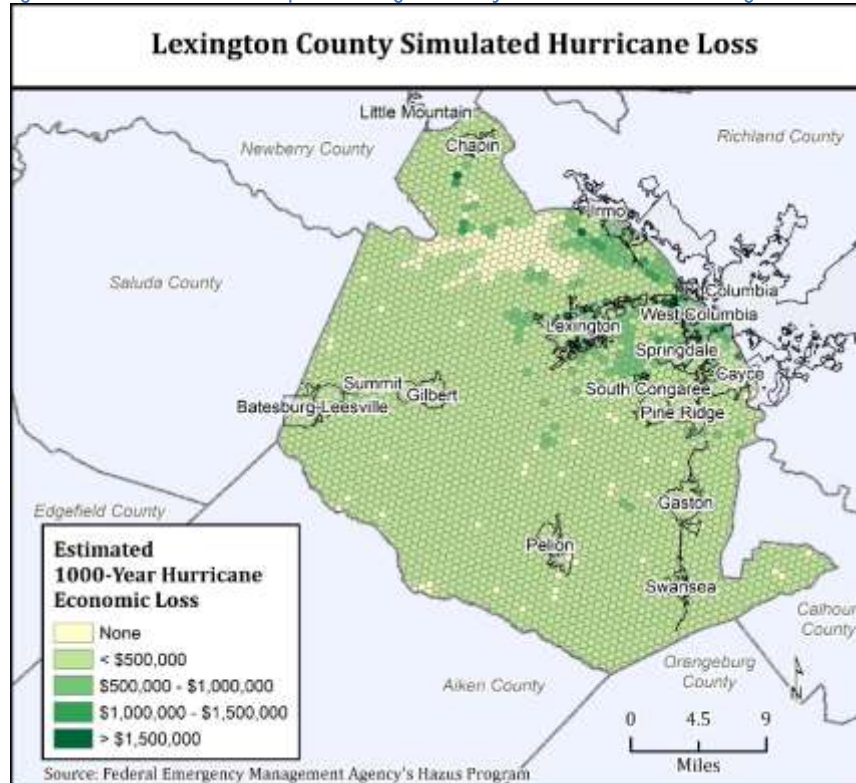 Lexington County Simulated Hurricane Loss
Little Mountain
Chapin
Newberry County
Richland County
Irmo
Saluda County
Columbia
West Columbia
Lexington
Springdale
Cayce
Summit
South Congaree
Gilbert
Batesburg-Leesville
Pine Ridge
Edgefield County
Gaston
Pelion
Swansea
Calhoun
County
Orangeburg
County
Aiken County
N
Estimated
1000-Year Hurricane
Economic Loss
None
< $500,000
$500,000 - $1,000,000
$1,000,000 - $1,500,000
> $1,500,000
0 4.5 9
Miles
Source: Federal Emergency Management Agency's Hazus Program